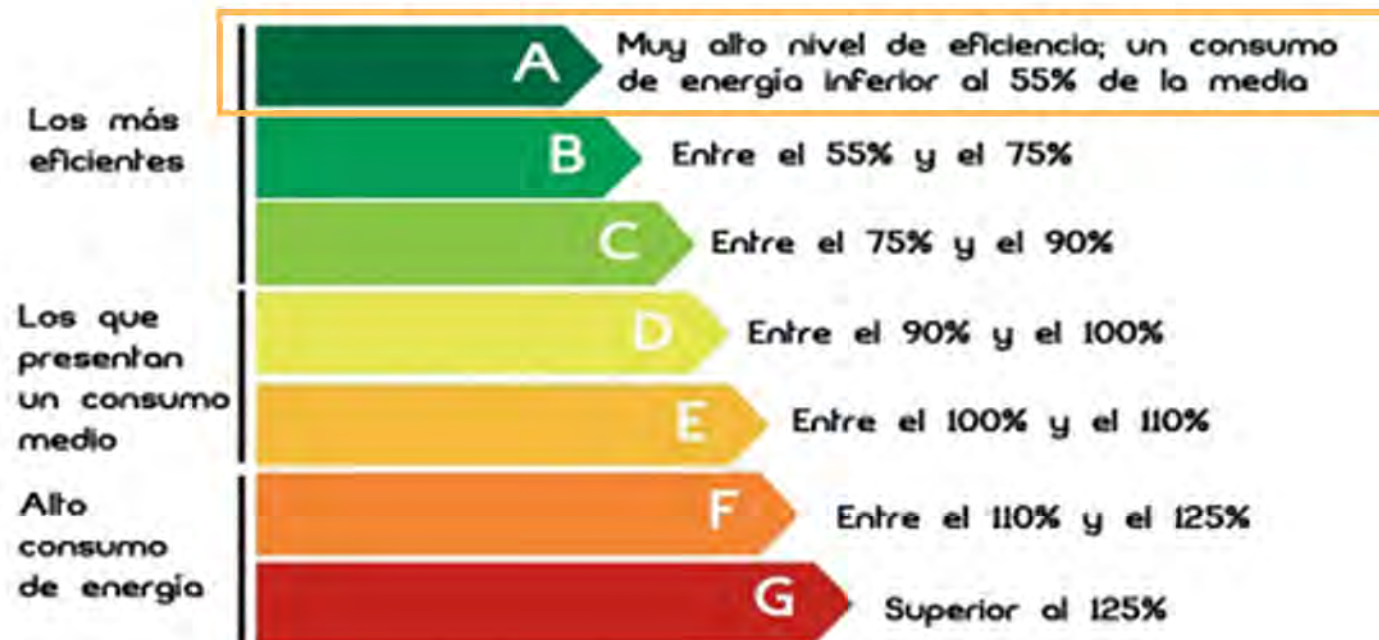 A
Muy alto nivel de eficiencia; un consumo
de energía inferior al 55% de la media
Los más
eficientes
B
Entre el 55% y el 75%
C
Entre el 75% y el 90%
Los que
presentan
un consumo
medio
D
Entre el 90% y el 100%
E
Entre el 100% y el 110%
Alto
consumo
de energía
F
Entre el 110% y el 125%
G
Superior al 125%